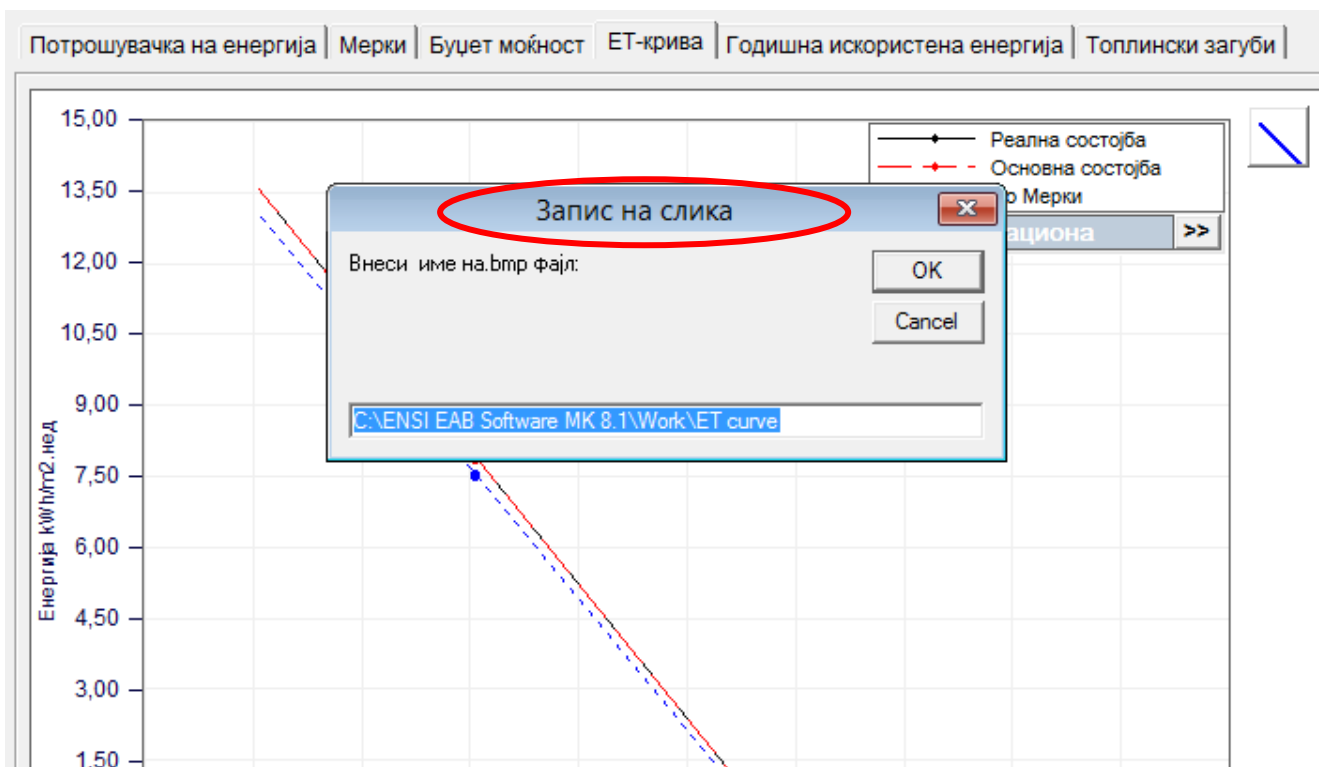 Потрошувачка на енергија Мерки Буџет моќност ЕТ-крива Годишна искористена енергија Топлински загуби
15,00
13,50
12,00
10,50
9,00
7,50
6,00
4,50
3,00
1,50
Енергија kWh/m2.нед
Реална состојба
Основна состојба
Мерки
>>
Запис на слика
Внеси име на.bmp фајл:
OK
Cancel
C:\ENSI EAB Software MK 8.1\Work\ET curve